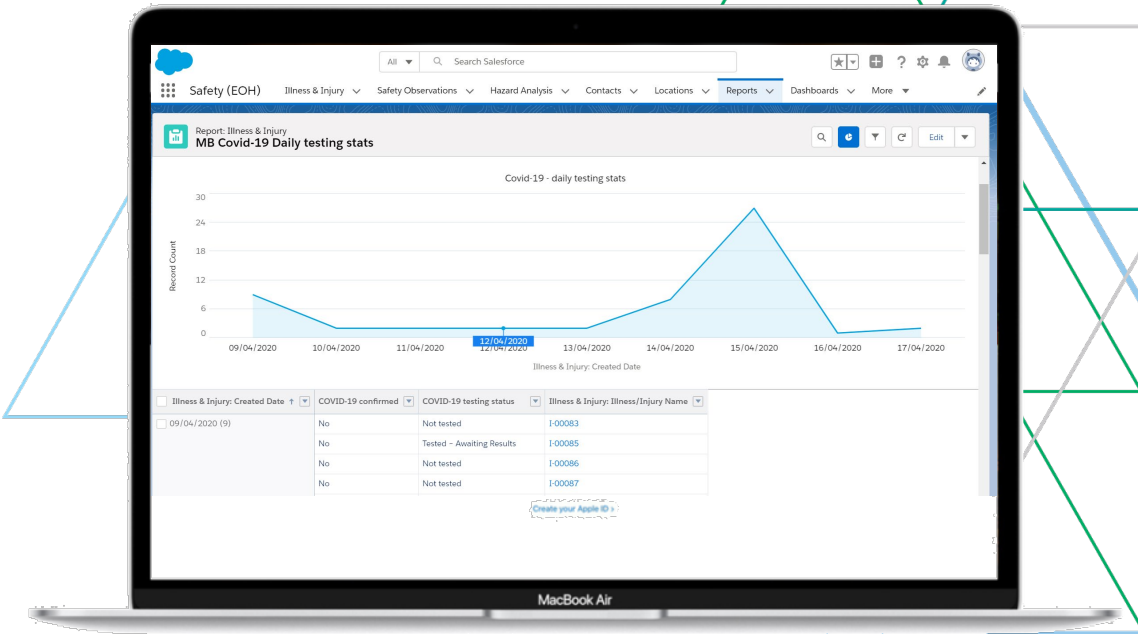 All
Search Salesforce
Safety (EOH) Illness & Injury Safety Observations Hazard Analysis Contacts Locations Reports Dashboards More
Report: Illness & Injury
MB Covid-19 Daily testing stats
Edit
Covid-19 - daily testing stats
30
24
18
12
6
0
Record Count
12/04/2020
09/04/2020 10/04/2020 11/04/2020 12/04/2020 13/04/2020 14/04/2020 15/04/2020 16/04/2020 17/04/2020
Illness & Injury: Created Date
Illness & Injury: Created Date ↑ COVID-19 confirmed COVID-19 testing status Illness & Injury: Illness/Injury Name
09/04/2020 (9) No Not tested I-00083
No Tested - Awaiting Results I-00085
No Not tested I-00086
No Not tested I-00087
Create your Apple ID >
MacBook Air